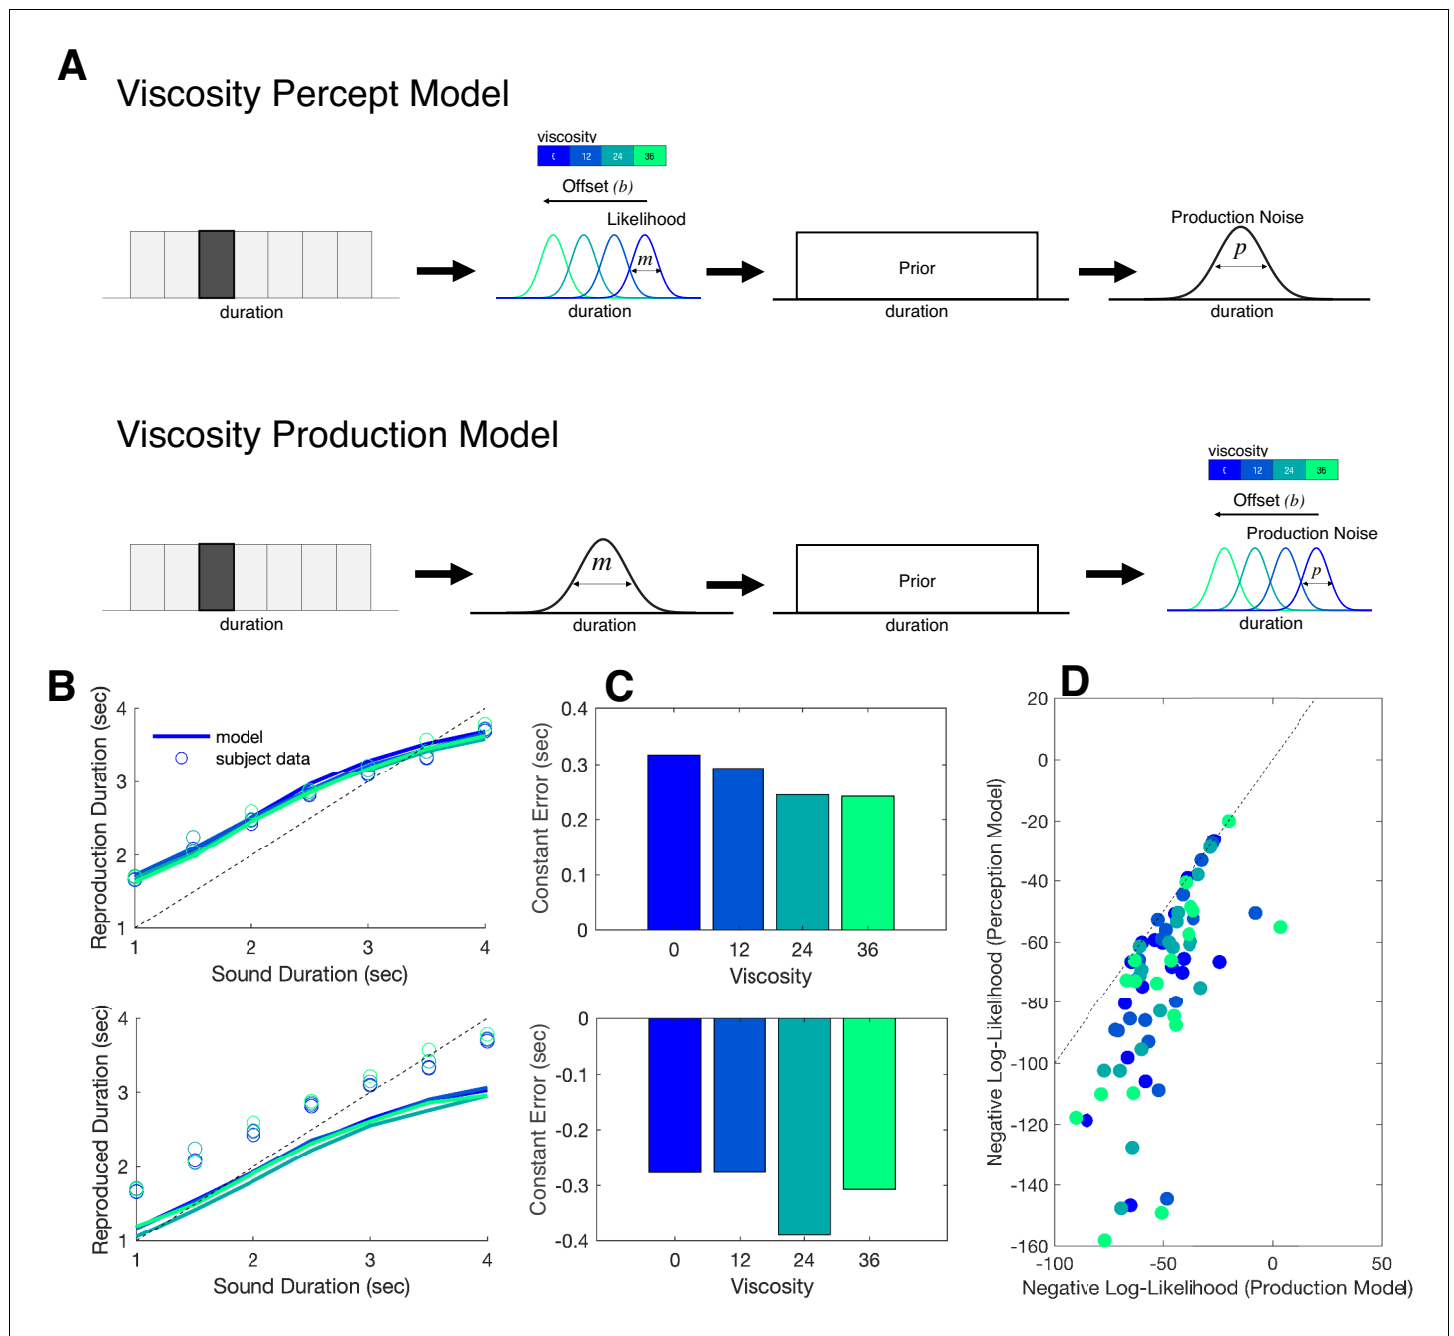 A
Viscosity Percept Model
viscosity
12 24 36
Offset (b)
Likelihood
m
Production Noise
p
Prior
duration
duration
duration
duration
Viscosity Production Model
viscosity
12 24 36
Offset (b)
Production Noise
m
p
Prior
duration
duration
duration
duration
B
Reproduction Duration (sec)
4
3
2
1
model
subject data
1 2 3 4
Sound Duration (sec)
Reproduced Duration (sec)
4
3
2
1
1 2 3 4
Sound Duration (sec)
C
Constant Error (sec)
0.4
0.3
0.2
0.1
0
0 12 24 36
Viscosity
Constant Error (sec)
0
-0.1
-0.2
-0.3
-0.4
0 12 24 36
Viscosity
D
Negative Log-Likelihood (Perception Model)
20
0
-20
-40
-60
-80
-100
-120
-140
-160
-100 -50 0 50
Negative Log-Likelihood (Production Model)